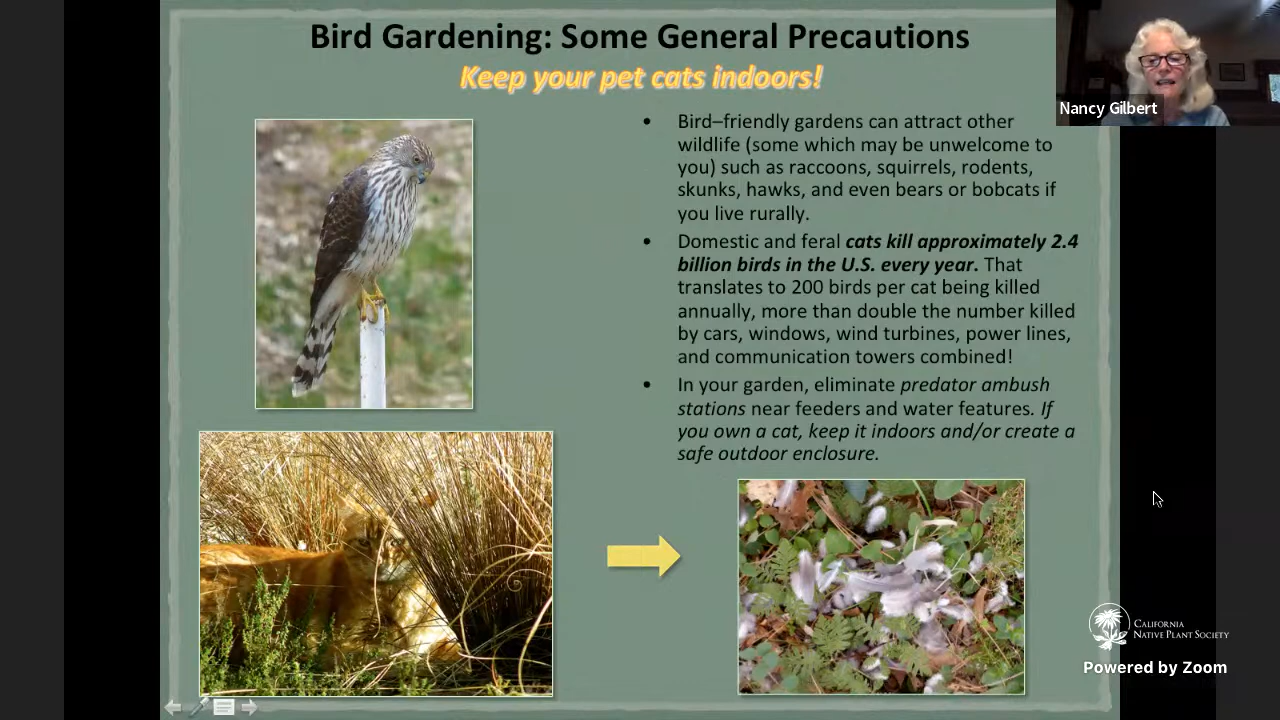 Bird Gardening: Some General Precautions
Keep your pet cats indoors!
Nancy Gilbert
• Bird–friendly gardens can attract other
wildlife (some which may be unwelcome to
you) such as raccoons, squirrels, rodents,
skunks, hawks, and even bears or bobcats if
you live rurally.
• Domestic and feral cats kill approximately 2.4
billion birds in the U.S. every year. That
translates to 200 birds per cat being killed
annually, more than double the number killed
by cars, windows, wind turbines, power lines,
and communication towers combined!
• In your garden, eliminate predator ambush
stations near feeders and water features. If
you own a cat, keep it indoors and/or create a
safe outdoor enclosure.
CALIFORNIA
NATIVE PLANT SOCIETY
Powered by Zoom